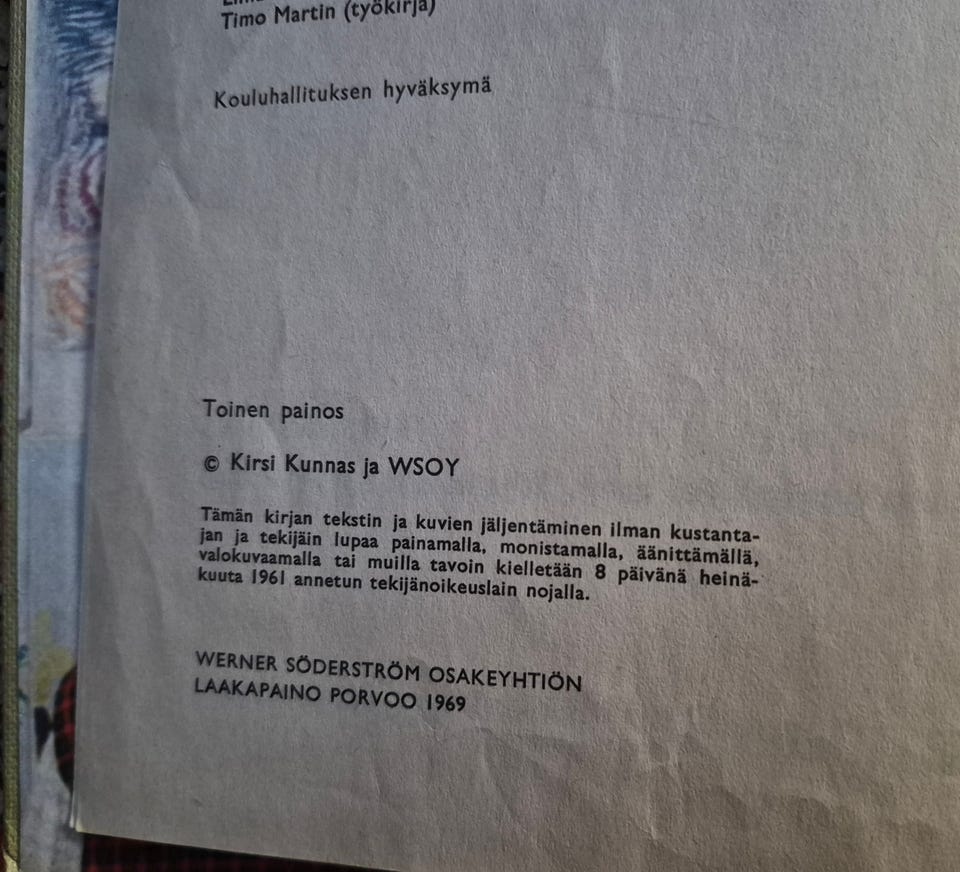 Timo Martin (työkirja)
Kouluhallituksen hyväksymä
Toinen painos
© Kirsi Kunnas ja WSOY
Tämän kirjan tekstin ja kuvien jäljentäminen ilman kustanta-
jan ja tekijäin lupaa painamalla, monistamalla, äänittämällä,
valokuvaamalla tai muilla tavoin kielletään 8 päivänä heinä-
kuuta 1961 annetun tekijänoikeuslain nojalla.
WERNER SÖDERSTRÖM OSAKEYHTIÖN
LAAKAPAINO PORVOO 1969